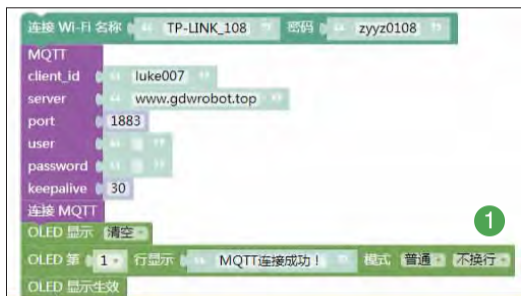 连接 Wi-Fi 名称 “ TP-LINK_108 ” 密码 “ zyyz0108 ”
MQTT
client_id “ luke007 ”
server “ www.gdwrobot.top ”
port 1883
user “ ”
password “ ”
keepalive 30
连接 MQTT
1
OLED 显示 清空
OLED 第 1 行显示 “ MQTT连接成功！ ” 模式 普通 不换行
OLED 显示生效